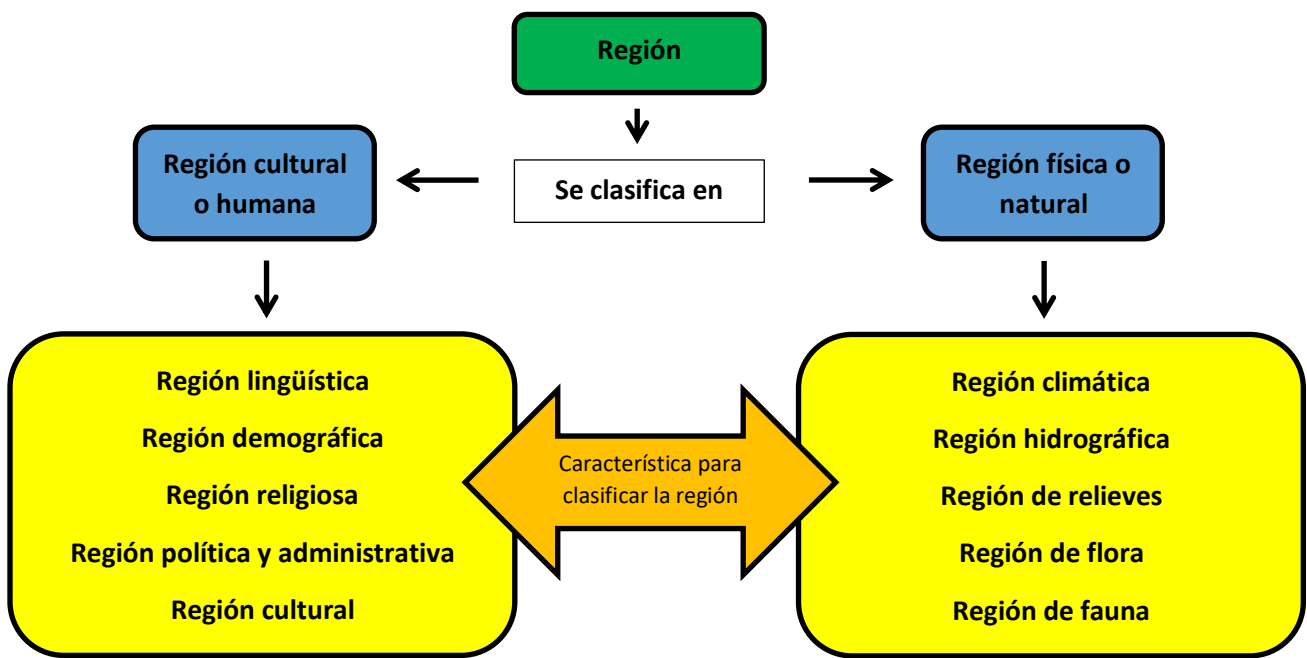 Región
Región cultural
o humana
Se clasifica en
Región física o
natural
Región lingüística
Región demográfica
Región religiosa
Región política y administrativa
Región cultural
Característica para
clasificar la región
Región climática
Región hidrográfica
Región de relieves
Región de flora
Región de fauna